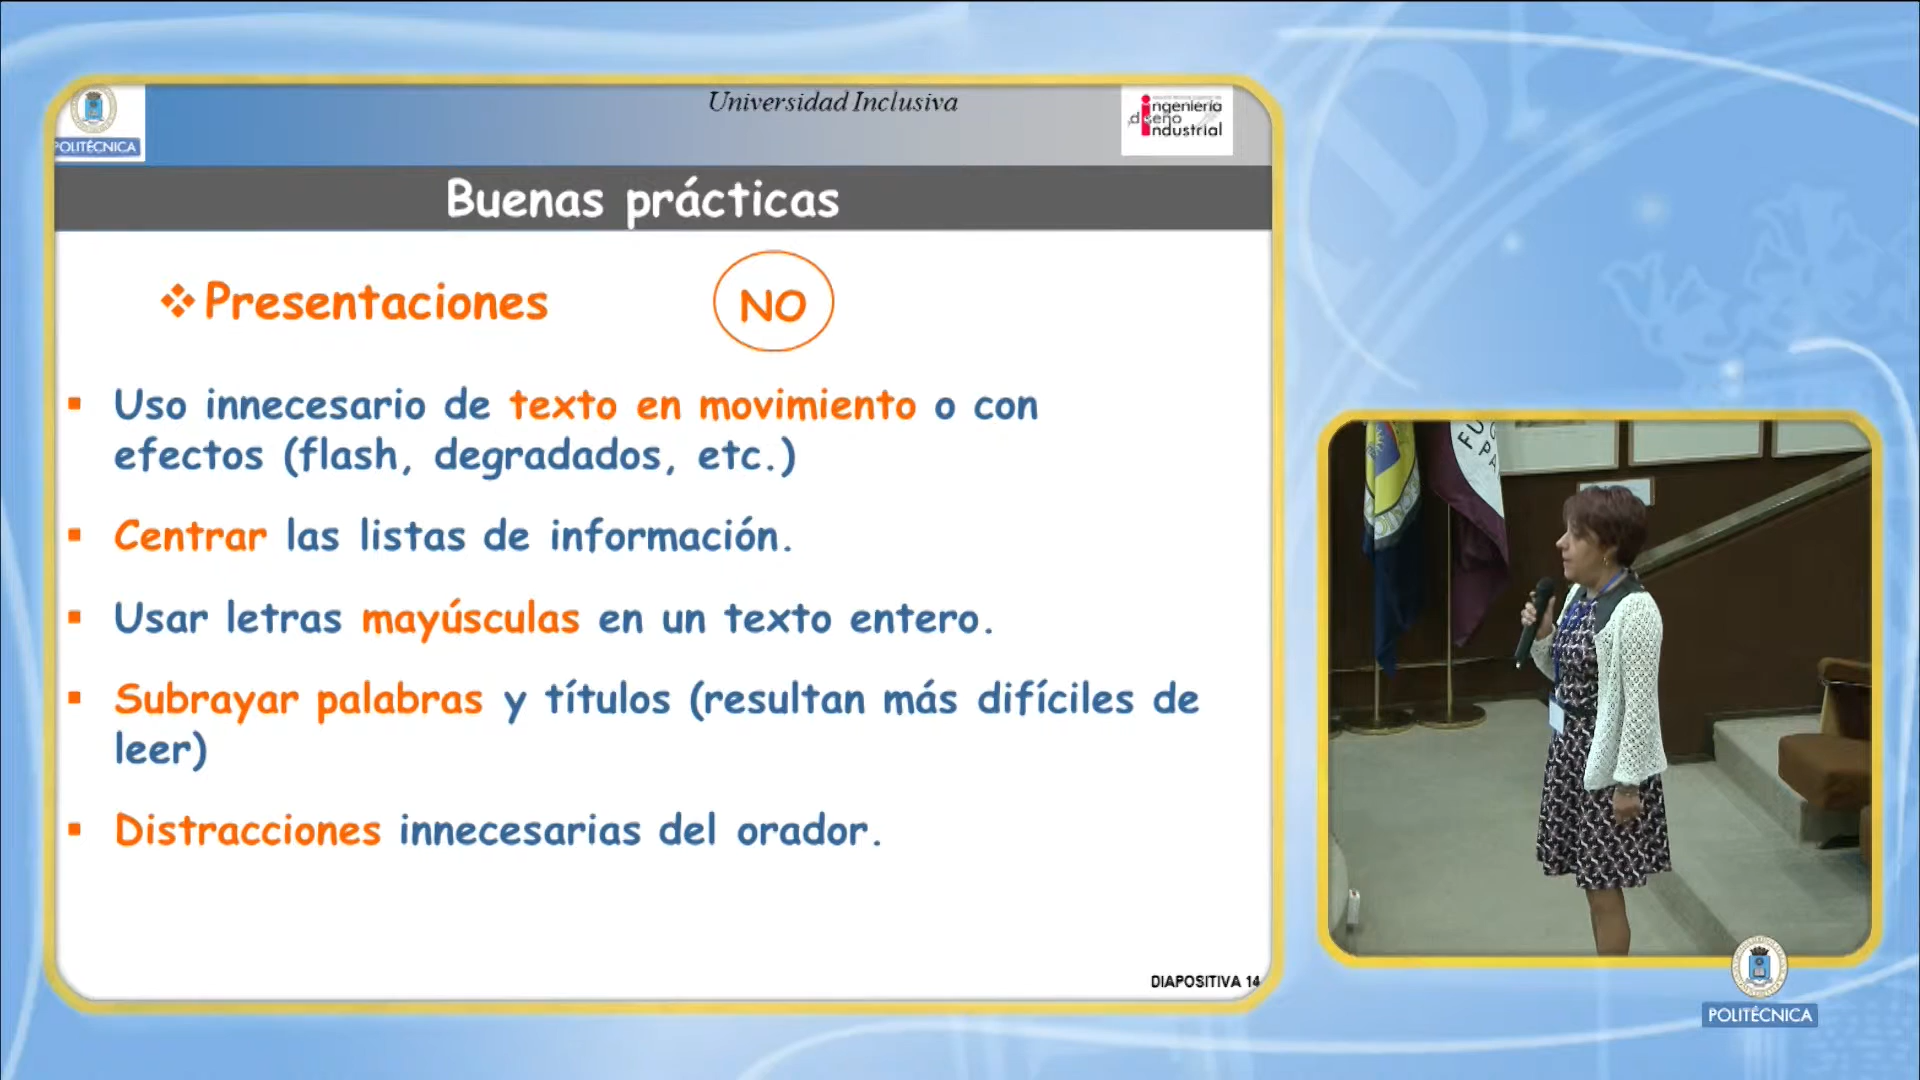 Universidad Inclusiva
POLITÉCNICA
ingeniería
diseño
industrial
Buenas prácticas
Presentaciones
NO
Uso innecesario de texto en movimiento o con
efectos (flash, degradados, etc.)
Centrar las listas de información.
Usar letras mayúsculas en un texto entero.
Subrayar palabras y títulos (resultan más difíciles de
leer)
Distracciones innecesarias del orador.
DIAPOSITIVA 14
POLITÉCNICA